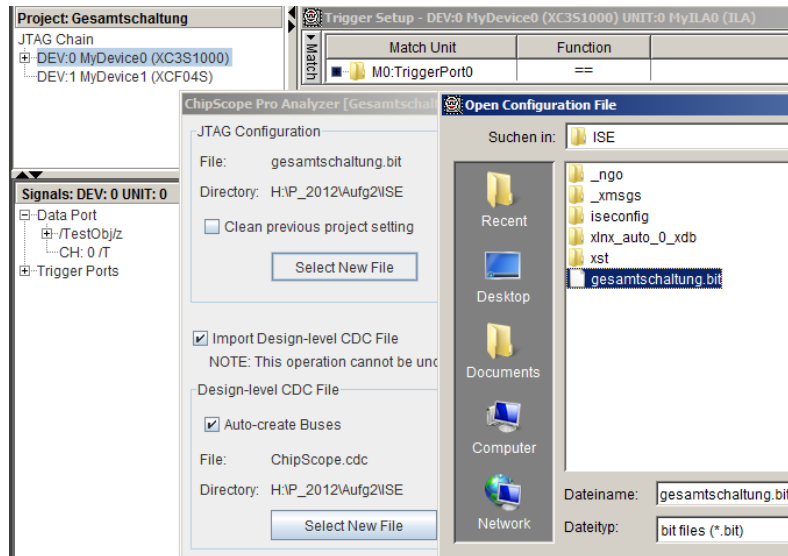 Project: Gesamtschaltung
JTAG Chain
DEV:0 MyDevice0 (XC3S1000)
DEV:1 MyDevice1 (XCF04S)
Signals: DEV: 0 UNIT: 0
Data Port
/TestObj/z
CH: 0 /T
Trigger Ports
Trigger Setup - DEV:0 MyDevice0 (XC3S1000) UNIT:0 MyILA0 (ILA)
Match
Match Unit Function
M0:TriggerPort0 ==
ChipScope Pro Analyzer [Gesamtschal
JTAG Configuration
File: gesamtschaltung.bit
Directory: H:\P_2012\Aufg2\ISE
Clean previous project setting
Select New File
Import Design-level CDC File
NOTE: This operation cannot be und
Design-level CDC File
Auto-create Buses
File: ChipScope.cdc
Directory: H:\P_2012\Aufg2\ISE
Select New File
Open Configuration File
Suchen in: ISE
Recent
Desktop
Documents
Computer
Network
_ngo
_xmsgs
iseconfig
xlnx_auto_0_xdb
xst
gesamtschaltung.bit
Dateiname: gesamtschaltung.bit
Dateityp: bit files (*.bit)